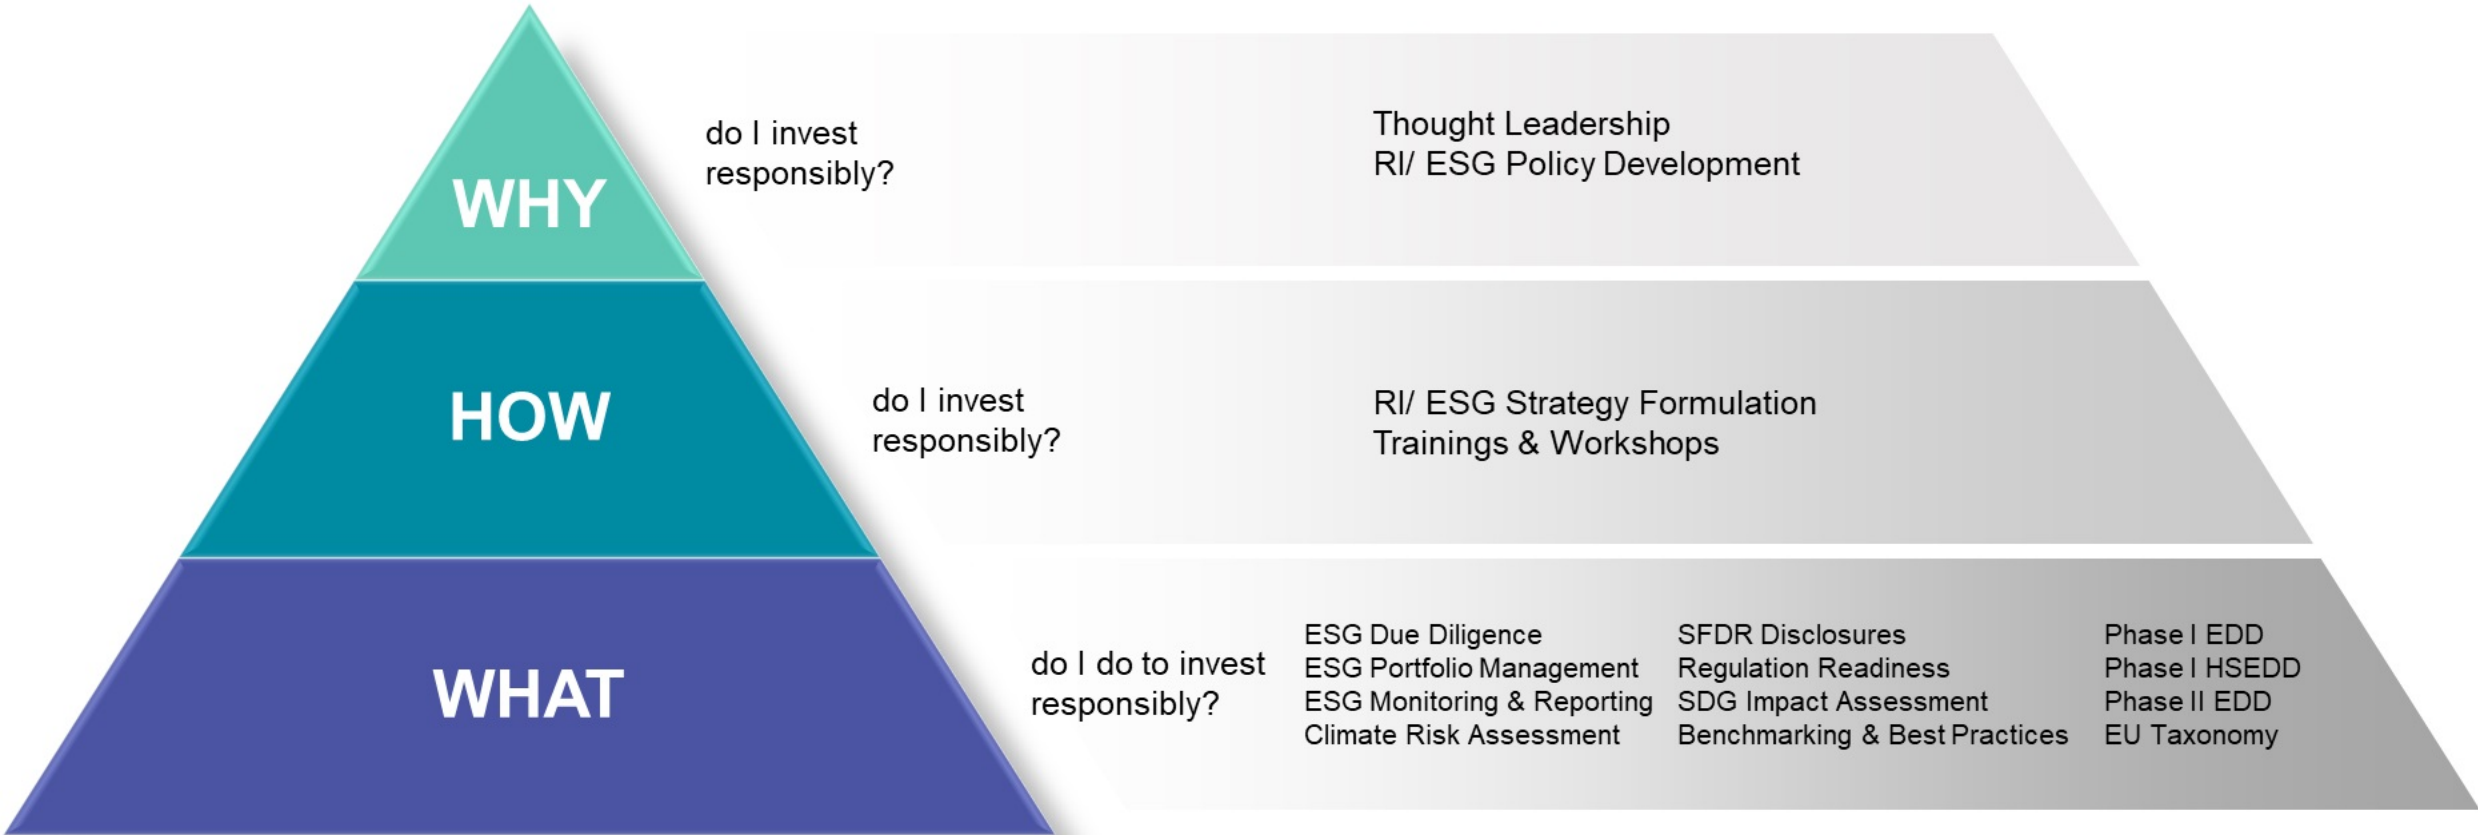 WHY
do I invest
responsibly?
Thought Leadership
RI/ ESG Policy Development
HOW
do I invest
responsibly?
RI/ ESG Strategy Formulation
Trainings & Workshops
WHAT
do I do to invest
responsibly?
ESG Due Diligence
ESG Portfolio Management
ESG Monitoring & Reporting
Climate Risk Assessment
SFDR Disclosures
Regulation Readiness
SDG Impact Assessment
Benchmarking & Best Practices
Phase I EDD
Phase I HSEDD
Phase II EDD
EU Taxonomy